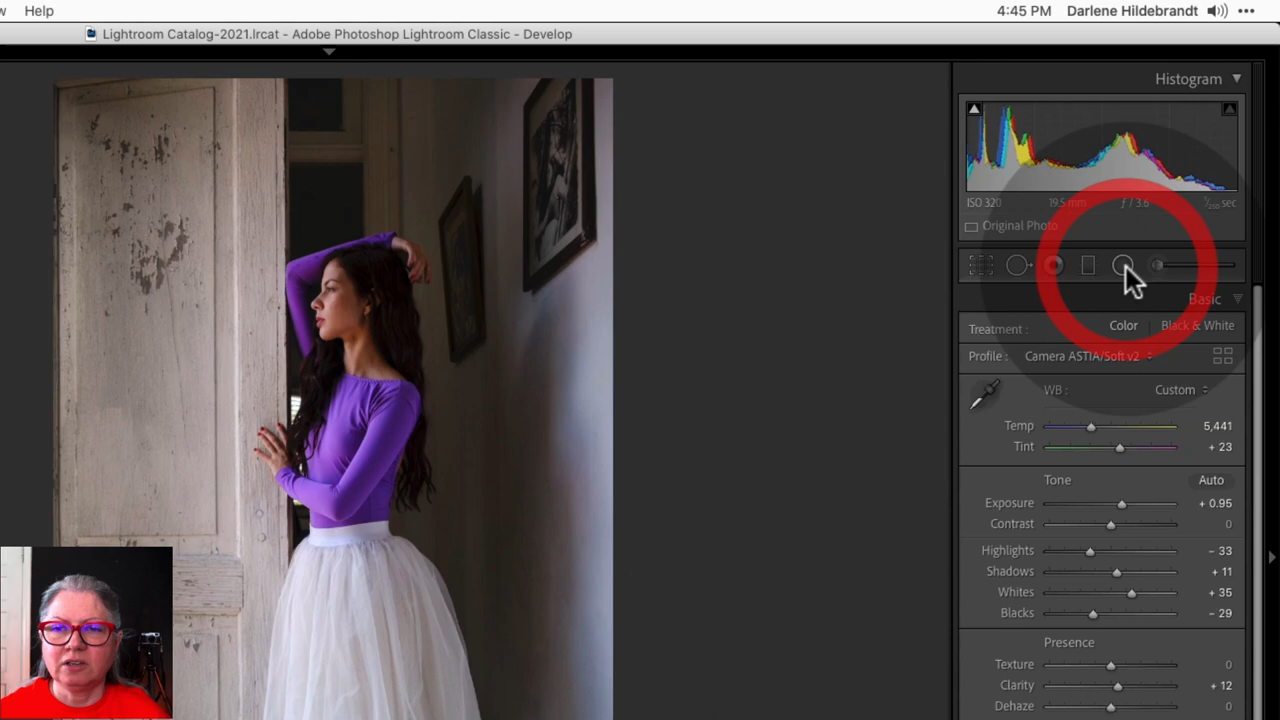 Help
4:45 PM Darlene Hildebrandt
Lightroom Catalog-2021.lrcat - Adobe Photoshop Lightroom Classic - Develop
Histogram
ISO 320 19.5 mm ƒ / 3.6 1/250 sec
Original Photo
Basic
Treatment : Color Black & White
Profile : Camera ASTIA/Soft v2
WB : Custom
Temp 5,441
Tint + 23
Tone Auto
Exposure + 0.95
Contrast 0
Highlights – 33
Shadows + 11
Whites + 35
Blacks – 29
Presence
Texture 0
Clarity + 12
Dehaze 0